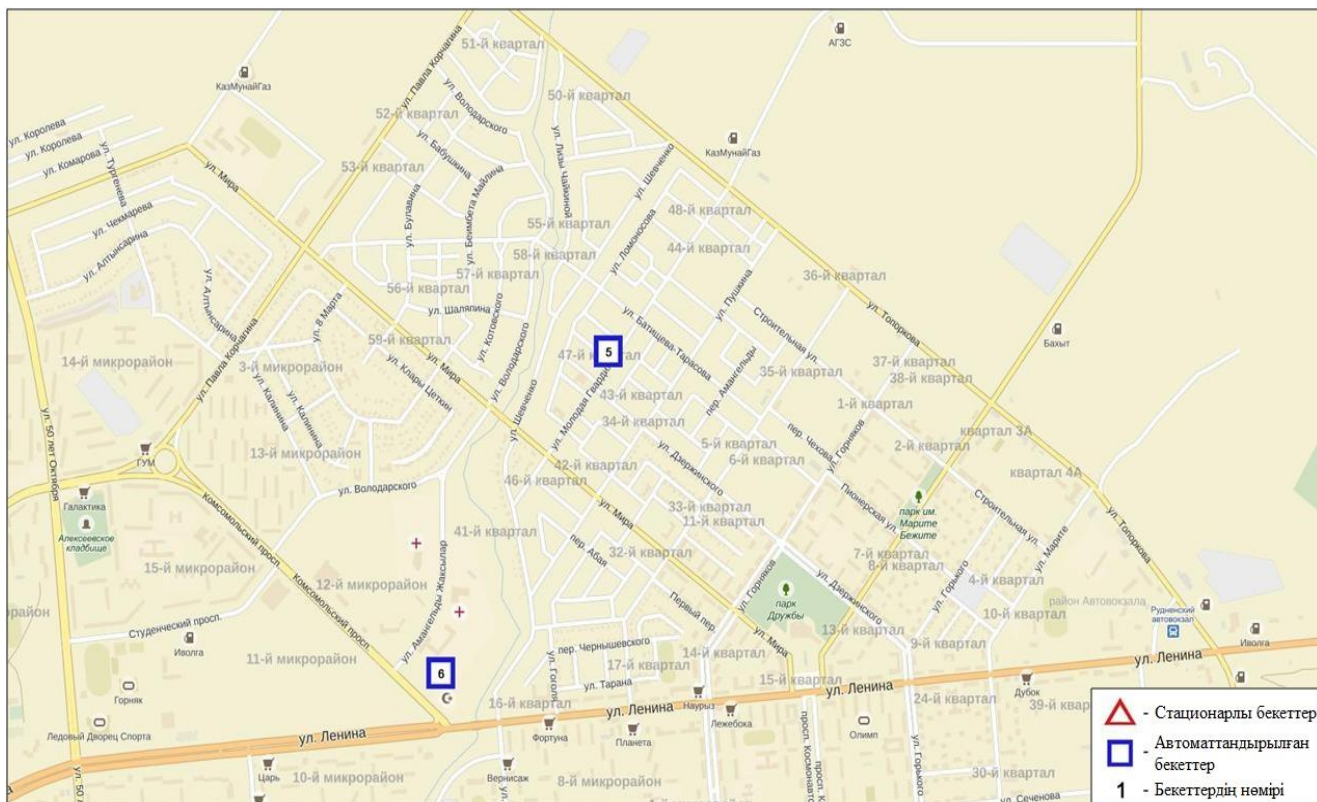 51-й квартал
АГЗС
КазМунайГаз
ул. Павла Корчагина
ул. Володарского
50-й квартал
52-й квартал
ул. Королева
ул. Королева
ул. Комарова
ул. Тургенева
ул. Бабушкина
ул. Лизы Чайкиной
КазМунайГаз
53-й квартал
ул. Мира
ул. Шевченко
ул. Булавина
ул. Беимбета Майлина
ул. Чекмарева
55-й квартал
48-й квартал
ул. Ломоносова
44-й квартал
58-й квартал
ул. Алтынсарина
57-й квартал
36-й квартал
56-й квартал
ул. Пушкина
ул. Алтынсарина
ул. 8 Марта
ул. Шаляпина
ул. Котовского
ул. Володарского
ул. Батищева-Тарасова
Строительная ул.
ул. Топоркова
Бахыт
59-й квартал
ул. Мира
14-й микрорайон
3-й микрорайон
ул. Павла Корчагина
ул. Клары Цеткин
47-й квартал
5
37-й квартал
38-й квартал
35-й квартал
ул. Калинина
ул. Калинина
ул. Шевченко
ул. Молодая Гвардия
43-й квартал
пер. Амангельды
1-й квартал
34-й квартал
ул. 50 лет Октября
ГУМ
13-й микрорайон
5-й квартал
6-й квартал
пер. Чехова
ул. Горняков
2-й квартал
квартал 3А
ул. Дзержинского
42-й квартал
46-й квартал
квартал 4А
ул. Володарского
Галактика
Алексеевское
кладбище
Комсомольский просп.
ул. Мира
33-й квартал
11-й квартал
Пионерская ул.
парк им.
Марите
Бежите
Строительная ул.
ул. Марите
ул. Топоркова
41-й квартал
пер. Абая
32-й квартал
15-й микрорайон
12-й микрорайон
ул. Амангельды Жаксылар
Комсомольский просп.
7-й квартал
8-й квартал
ул. Горняков
парк
Дружбы
ул. Дзержинского
ул. Горького
4-й квартал
10-й квартал
район Автовокзала
Рудненский
автовокзал
Первый пер.
ул. Мира
Студенческий просп.
Иволга
11-й микрорайон
13-й квартал
9-й квартал
Иволга
пер. Чернышевского
14-й квартал
17-й квартал
ул. Гоголя
ул. Тарана
15-й квартал
ул. Ленина
6
Горняк
16-й квартал
ул. Ленина
Наурыз
ул. Ленина
24-й квартал
Дубок
Ледовый Дворец Спорта
ул. Ленина
Фортуна
Планета
Лежебока
Олимп
Царь
10-й микрорайон
Вернисаж
8-й микрорайон
ул. Горького
30-й квартал
ул. Сеченова
- Стационарлы бекеттер
- Автоматтандырылған
бекеттер
1 - Бекеттердің нөмірі